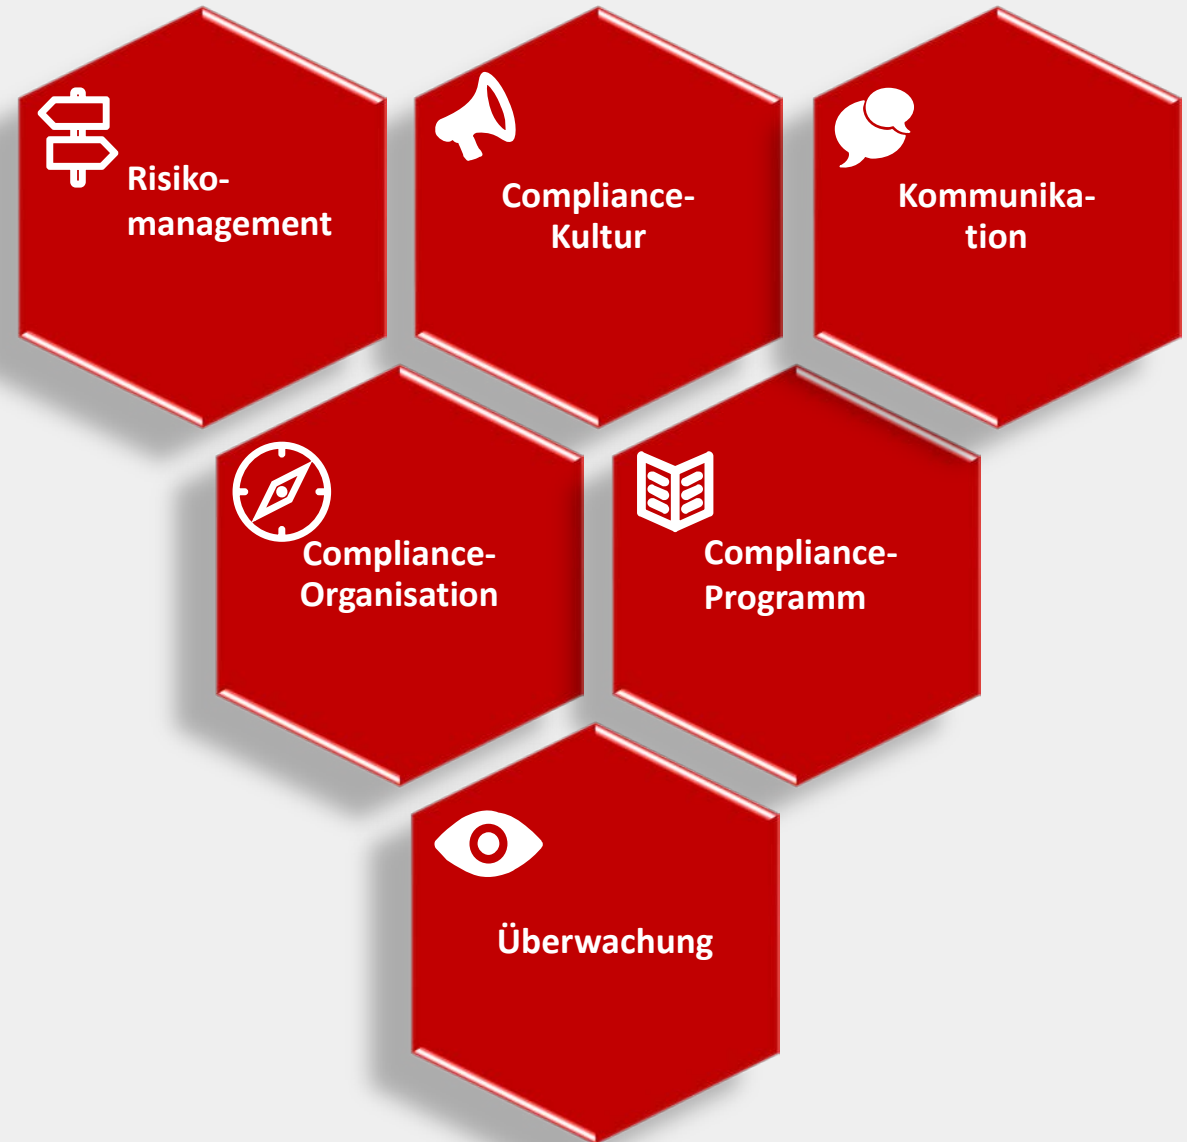 Risiko-
management
Compliance-
Kultur
Kommunika-
tion
Compliance-
Organisation
Compliance-
Programm
Überwachung